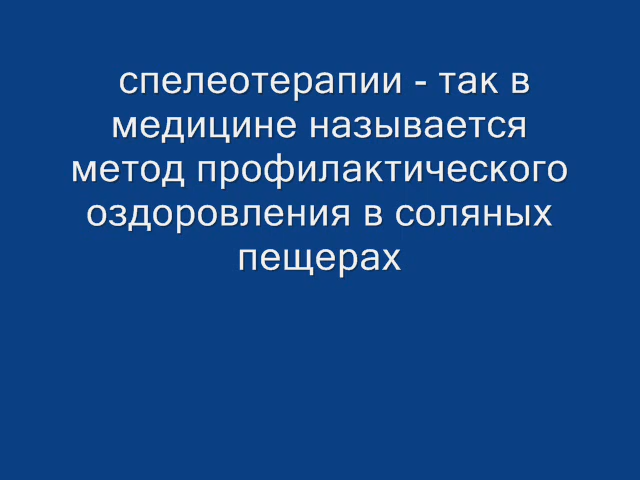 спелеотерапии - так в
медицине называется
метод профилактического
оздоровления в соляных
пещерах